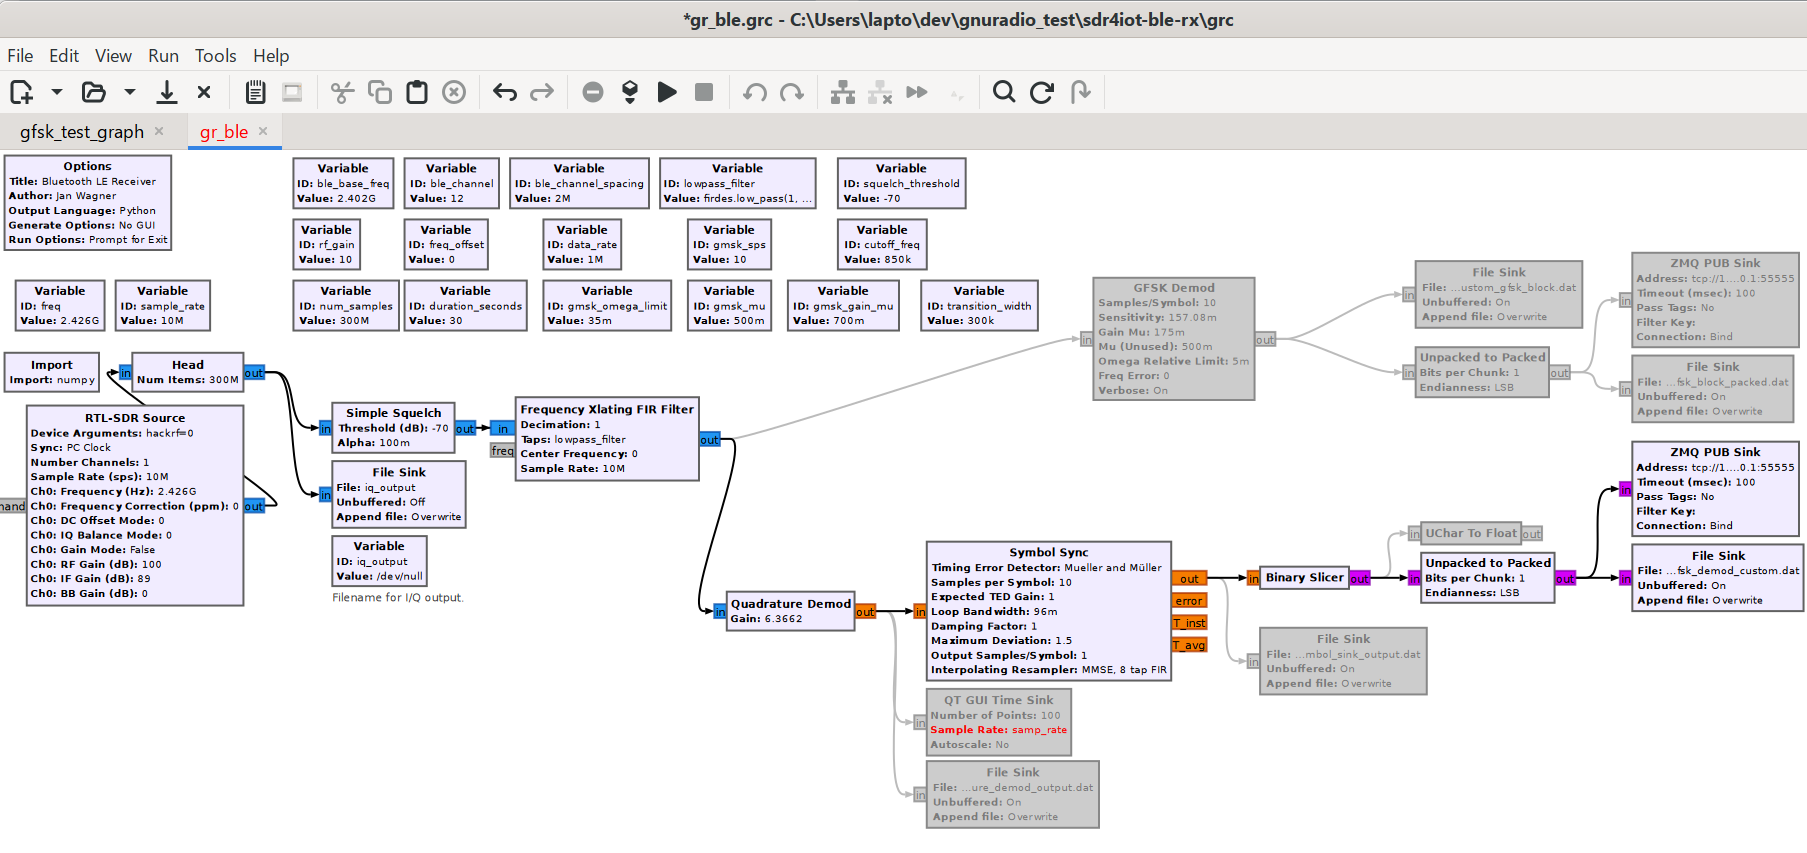 *gr_ble.grc - C:\Users\lapto\dev\gnuradio_test\sdr4iot-ble-rx\grc
File Edit View Run Tools Help
gfsk_test_graph ×
gr_ble ×
Options
Title: Bluetooth LE Receiver
Author: Jan Wagner
Output Language: Python
Generate Options: No GUI
Run Options: Prompt for Exit
Variable
ID: ble_base_freq
Value: 2.402G
Variable
ID: ble_channel
Value: 12
Variable
ID: ble_channel_spacing
Value: 2M
Variable
ID: lowpass_filter
Value: firdes.low_pass(1, ...
Variable
ID: squelch_threshold
Value: -70
Variable
ID: rf_gain
Value: 10
Variable
ID: freq_offset
Value: 0
Variable
ID: data_rate
Value: 1M
Variable
ID: gmsk_sps
Value: 10
Variable
ID: cutoff_freq
Value: 850k
Variable
ID: freq
Value: 2.426G
Variable
ID: sample_rate
Value: 10M
Variable
ID: num_samples
Value: 300M
Variable
ID: duration_seconds
Value: 30
Variable
ID: gmsk_omega_limit
Value: 35m
Variable
ID: gmsk_mu
Value: 500m
Variable
ID: gmsk_gain_mu
Value: 700m
Variable
ID: transition_width
Value: 300k
Import
Import: numpy
in
Head
Num Items: 300M
out
RTL-SDR Source
Device Arguments: hackrf=0
Sync: PC Clock
Number Channels: 1
Sample Rate (sps): 10M
Ch0: Frequency (Hz): 2.426G
Ch0: Frequency Correction (ppm): 0
Ch0: DC Offset Mode: 0
Ch0: IQ Balance Mode: 0
Ch0: Gain Mode: False
Ch0: RF Gain (dB): 100
Ch0: IF Gain (dB): 89
Ch0: BB Gain (dB): 0
mand
out
in
Simple Squelch
Threshold (dB): -70
Alpha: 100m
out
in
File Sink
File: iq_output
Unbuffered: Off
Append file: Overwrite
Variable
ID: iq_output
Value: /dev/null
Filename for I/Q output.
in
freq
Frequency Xlating FIR Filter
Decimation: 1
Taps: lowpass_filter
Center Frequency: 0
Sample Rate: 10M
out
in
Quadrature Demod
Gain: 6.3662
out
in
GFSK Demod
Samples/Symbol: 10
Sensitivity: 157.08m
Gain Mu: 175m
Mu (Unused): 500m
Omega Relative Limit: 5m
Freq Error: 0
Verbose: On
out
in
File Sink
File: ...ustom_gfsk_block.dat
Unbuffered: On
Append file: Overwrite
in
Unpacked to Packed
Bits per Chunk: 1
Endianness: LSB
out
in
ZMQ PUB Sink
Address: tcp://1....0.1:55555
Timeout (msec): 100
Pass Tags: No
Filter Key:
Connection: Bind
in
File Sink
File: ...fsk_block_packed.dat
Unbuffered: On
Append file: Overwrite
in
Symbol Sync
Timing Error Detector: Mueller and Müller
Samples per Symbol: 10
Expected TED Gain: 1
Loop Bandwidth: 96m
Damping Factor: 1
Maximum Deviation: 1.5
Output Samples/Symbol: 1
Interpolating Resampler: MMSE, 8 tap FIR
out
error
T_inst
T_avg
in
Binary Slicer
out
in
UChar To Float
out
in
Unpacked to Packed
Bits per Chunk: 1
Endianness: LSB
out
in
ZMQ PUB Sink
Address: tcp://1....0.1:55555
Timeout (msec): 100
Pass Tags: No
Filter Key:
Connection: Bind
in
File Sink
File: ...fsk_demod_custom.dat
Unbuffered: On
Append file: Overwrite
in
File Sink
File: ...mbol_sink_output.dat
Unbuffered: On
Append file: Overwrite
in
QT GUI Time Sink
Number of Points: 100
Sample Rate: samp_rate
Autoscale: No
in
File Sink
File: ...ure_demod_output.dat
Unbuffered: On
Append file: Overwrite